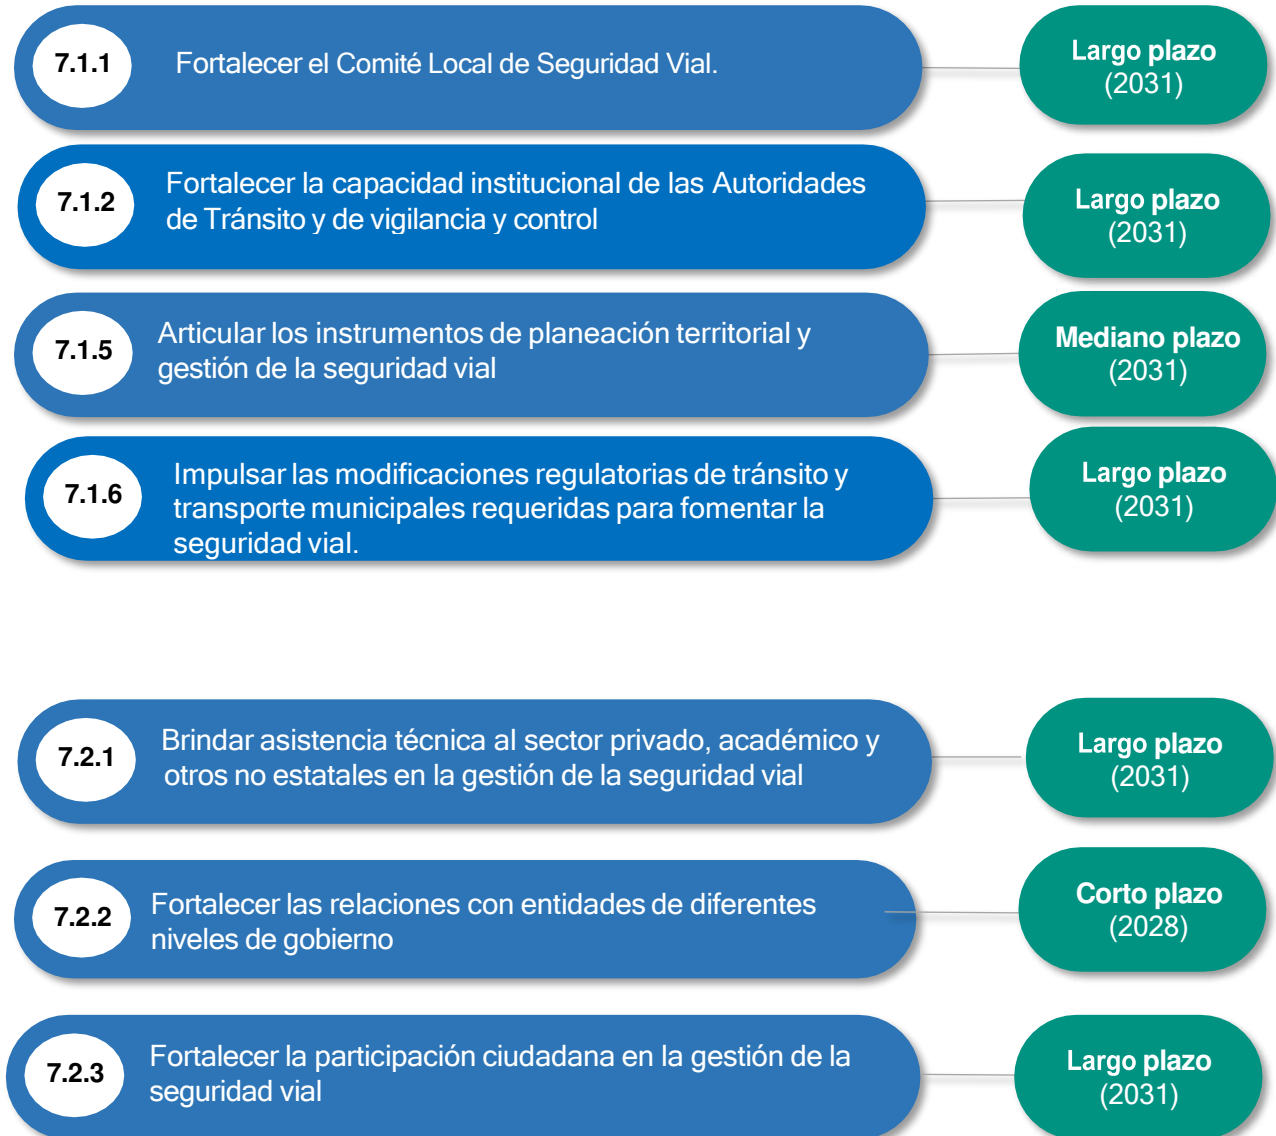 7.1.1
Fortalecer el Comité Local de Seguridad Vial.
Largo plazo
(2031)
7.1.2
Fortalecer la capacidad institucional de las Autoridades
de Tránsito y de vigilancia y control
Largo plazo
(2031)
7.1.5
Articular los instrumentos de planeación territorial y
gestión de la seguridad vial
Mediano plazo
(2031)
7.1.6
Impulsar las modificaciones regulatorias de tránsito y
transporte municipales requeridas para fomentar la
seguridad vial.
Largo plazo
(2031)
7.2.1
Brindar asistencia técnica al sector privado, académico y
otros no estatales en la gestión de la seguridad vial
Largo plazo
(2031)
7.2.2
Fortalecer las relaciones con entidades de diferentes
niveles de gobierno
Corto plazo
(2028)
7.2.3
Fortalecer la participación ciudadana en la gestión de la
seguridad vial
Largo plazo
(2031)